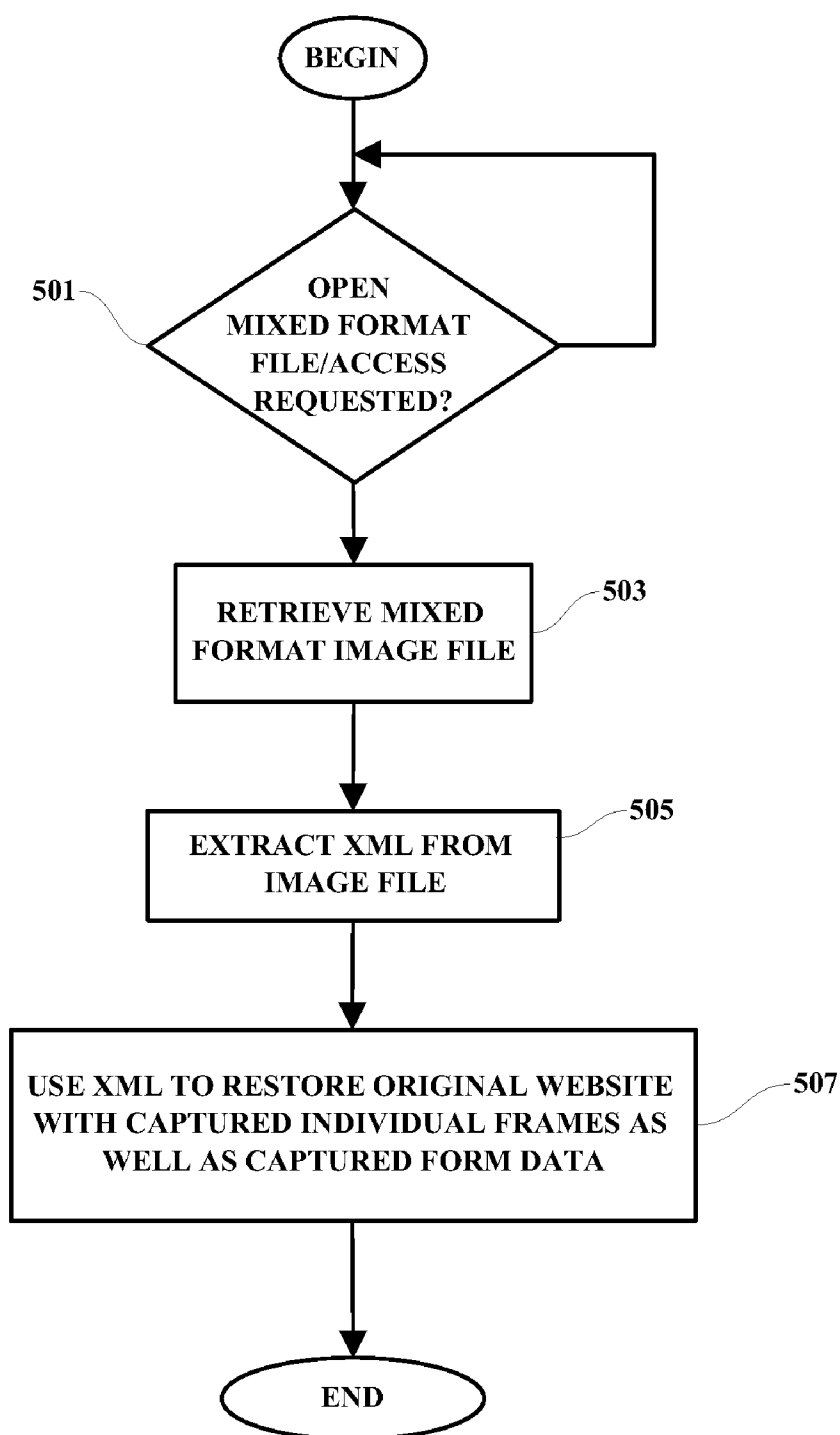 BEGIN
501
OPEN
MIXED FORMAT
FILE/ACCESS
REQUESTED?
503
RETRIEVE MIXED
FORMAT IMAGE FILE
505
EXTRACT XML FROM
IMAGE FILE
507
USE XML TO RESTORE ORIGINAL WEBSITE
WITH CAPTURED INDIVIDUAL FRAMES AS
WELL AS CAPTURED FORM DATA
END